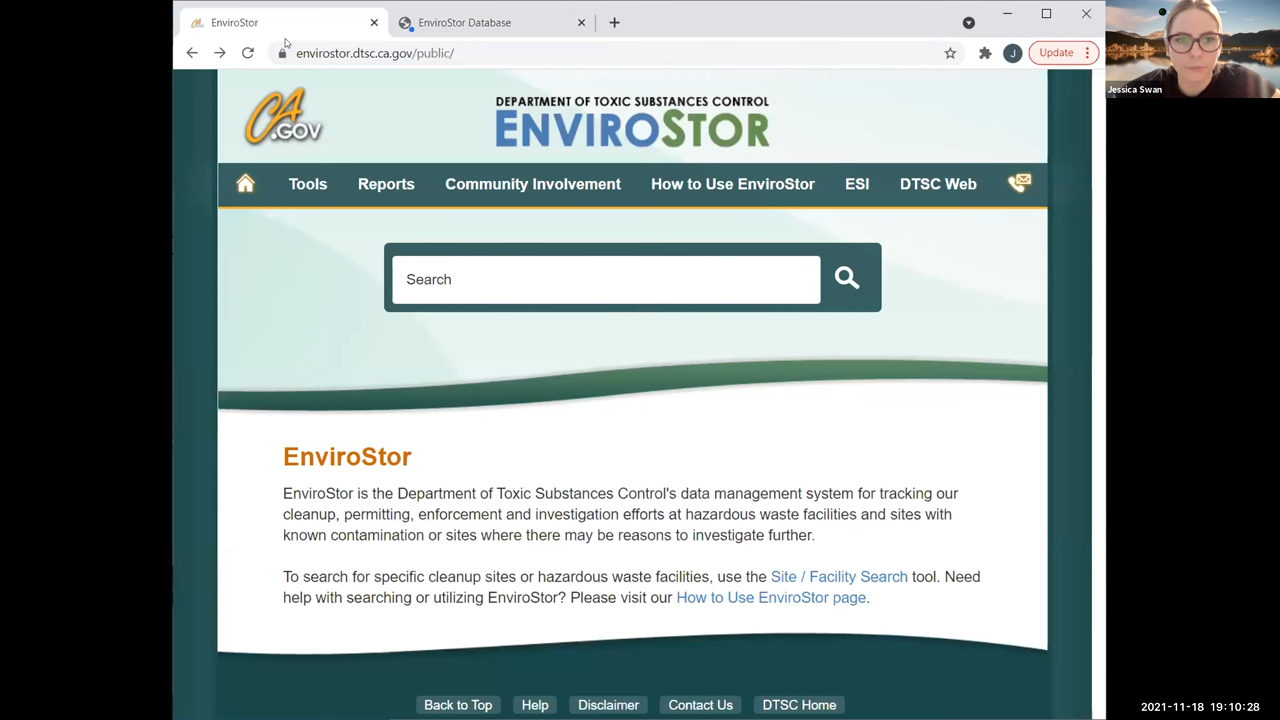 EnviroStor
EnviroStor Database
envirostor.dtsc.ca.gov/public/
J
Update
Jessica Swan
CA
.GOV
DEPARTMENT OF TOXIC SUBSTANCES CONTROL
ENVIROSTOR
Tools Reports Community Involvement How to Use EnviroStor ESI DTSC Web
Search
EnviroStor
EnviroStor is the Department of Toxic Substances Control's data management system for tracking our
cleanup, permitting, enforcement and investigation efforts at hazardous waste facilities and sites with
known contamination or sites where there may be reasons to investigate further.
To search for specific cleanup sites or hazardous waste facilities, use the Site / Facility Search tool. Need
help with searching or utilizing EnviroStor? Please visit our How to Use EnviroStor page.
Back to Top Help Disclaimer Contact Us DTSC Home
2021-11-18 19:10:28